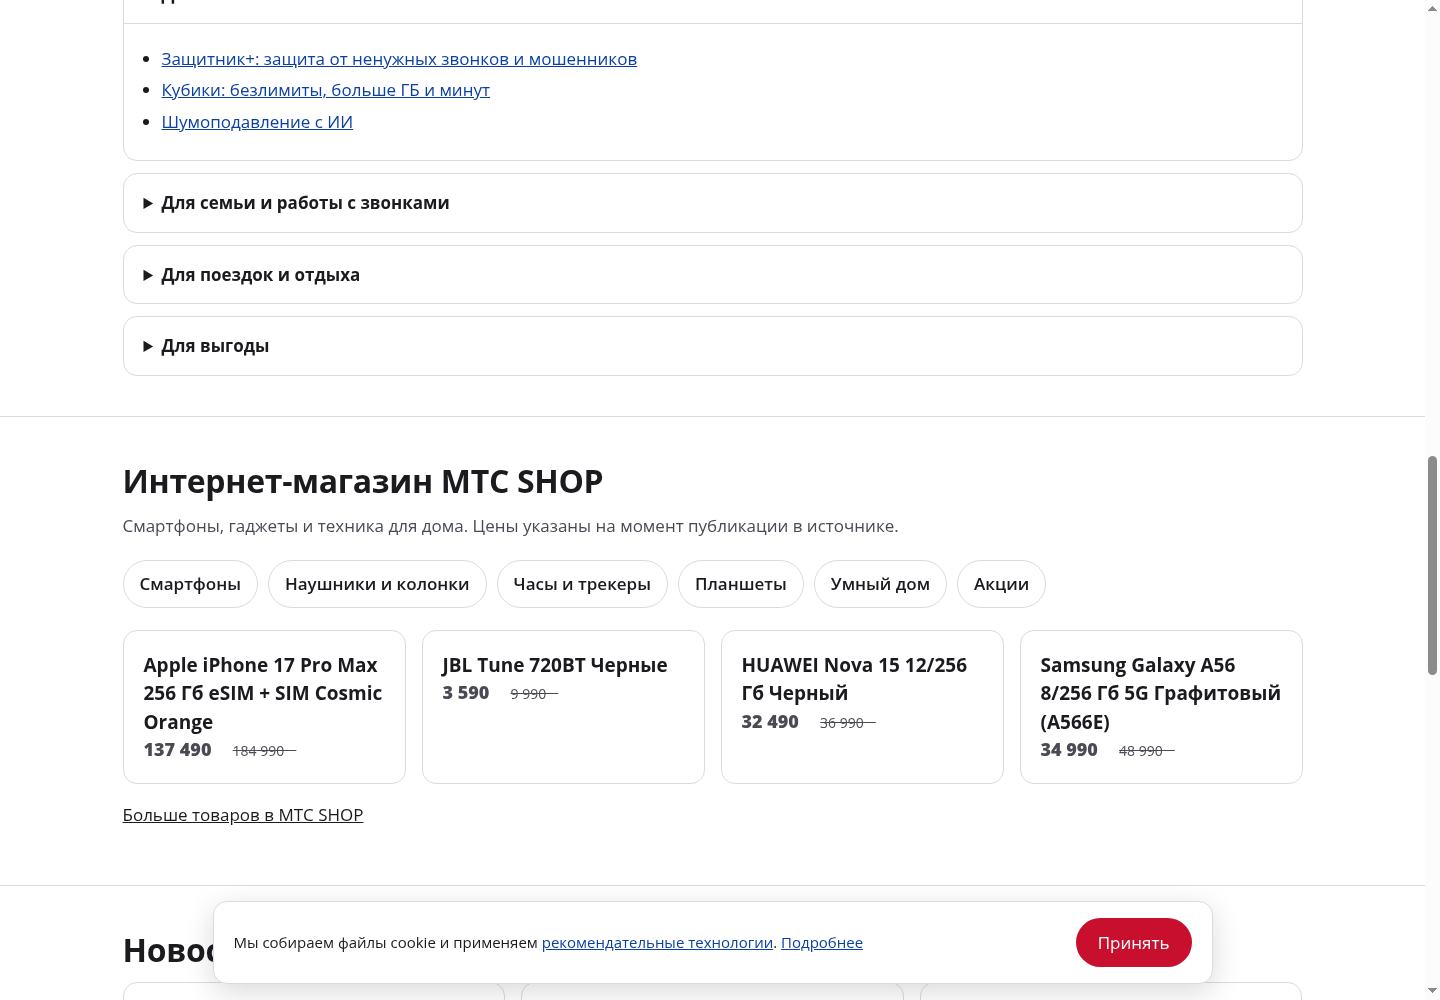 Защитник+: защита от ненужных звонков и мошенников
Кубики: безлимиты, больше ГБ и минут
Шумоподавление с ИИ
Для семьи и работы с звонками
Для поездок и отдыха
Для выгоды
Интернет-магазин МТС SHOP
Смартфоны, гаджеты и техника для дома. Цены указаны на момент публикации в источнике.
Смартфоны
Наушники и колонки
Часы и трекеры
Планшеты
Умный дом
Акции
Apple iPhone 17 Pro Max
256 Гб eSIM + SIM Cosmic
Orange
137 490 184 990
JBL Tune 720BT Черные
3 590 9 990
HUAWEI Nova 15 12/256
Гб Черный
32 490 36 990
Samsung Galaxy A56
8/256 Гб 5G Графитовый
(A566E)
34 990 48 990
Больше товаров в МТС SHOP
Мы собираем файлы cookie и применяем рекомендательные технологии. Подробнее
Принять